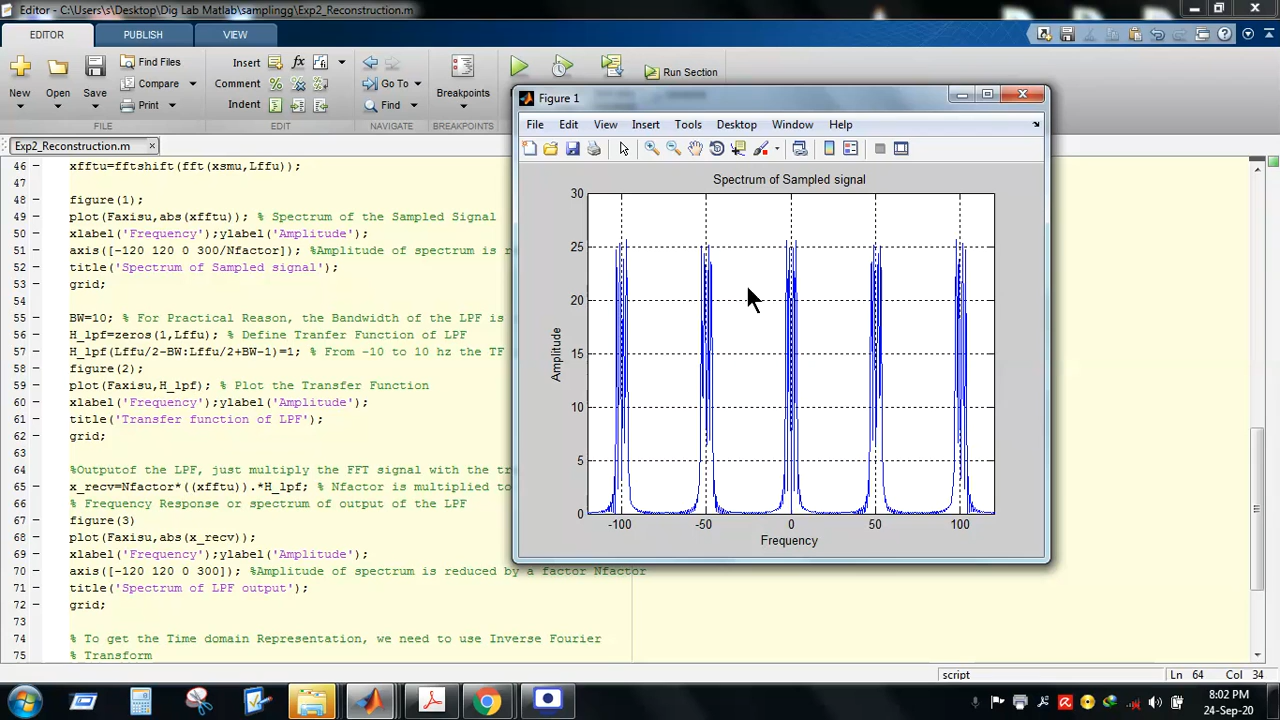 Editor - C:\Users\s\Desktop\Dig Lab Matlab\samplingg\Exp2_Reconstruction.m
EDITOR PUBLISH VIEW
New Open Save Find Files Compare Print
FILE
Insert fx
Comment
Indent
EDIT
Go To
Find
NAVIGATE
Breakpoints
BREAKPOINTS
Run Section
Exp2_Reconstruction.m ×
46 xfftu=fftshift(fft(xsmu,Lffu));
47
48 figure(1);
49 plot(Faxisu,abs(xfftu)); % Spectrum of the Sampled Signal
50 xlabel('Frequency');ylabel('Amplitude');
51 axis([-120 120 0 300/Nfactor]); %Amplitude of spectrum is r
52 title('Spectrum of Sampled signal');
53 grid;
54
55 BW=10; % For Practical Reason, the Bandwidth of the LPF is
56 H_lpf=zeros(1,Lffu); % Define Tranfer Function of LPF
57 H_lpf(Lffu/2-BW:Lffu/2+BW-1)=1; % From -10 to 10 hz the TF
58 figure(2);
59 plot(Faxisu,H_lpf); % Plot the Transfer Function
60 xlabel('Frequency');ylabel('Amplitude');
61 title('Transfer function of LPF');
62 grid;
63
64 %Outputof the LPF, just multiply the FFT signal with the tr
65 x_recv=Nfactor*((xfftu)).*H_lpf; % Nfactor is multiplied to
66 % Frequency Response or spectrum of output of the LPF
67 figure(3)
68 plot(Faxisu,abs(x_recv));
69 xlabel('Frequency');ylabel('Amplitude');
70 axis([-120 120 0 300]); %Amplitude of spectrum is reduced by a factor Nfactor
71 title('Spectrum of LPF output');
72 grid;
73
74 % To get the Time domain Representation, we need to use Inverse Fourier
75 % Transform
Figure 1
File Edit View Insert Tools Desktop Window Help
Spectrum of Sampled signal
30
25
20
15
10
5
0
Amplitude
-100 -50 0 50 100
Frequency
script Ln 64 Col 34
8:02 PM
24-Sep-20